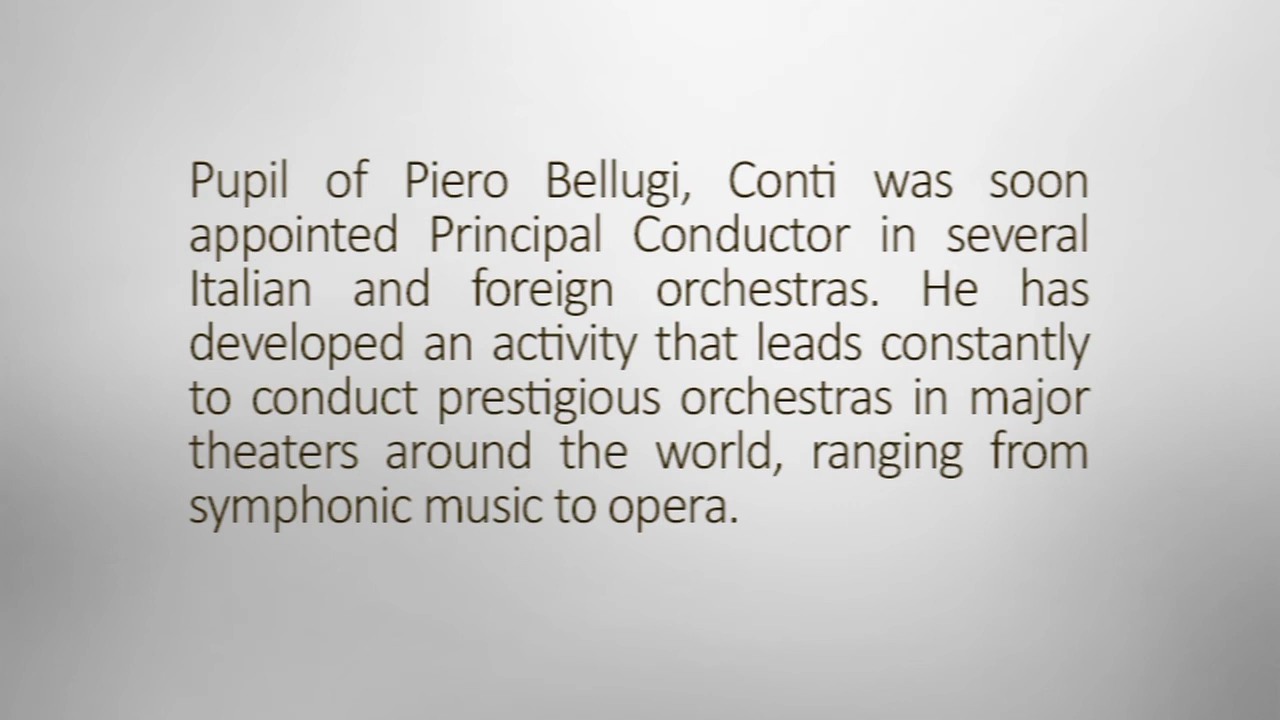 Pupil of Piero Bellugi, Conti was soon
appointed Principal Conductor in several
Italian and foreign orchestras. He has
developed an activity that leads constantly
to conduct prestigious orchestras in major
theaters around the world, ranging from
symphonic music to opera.